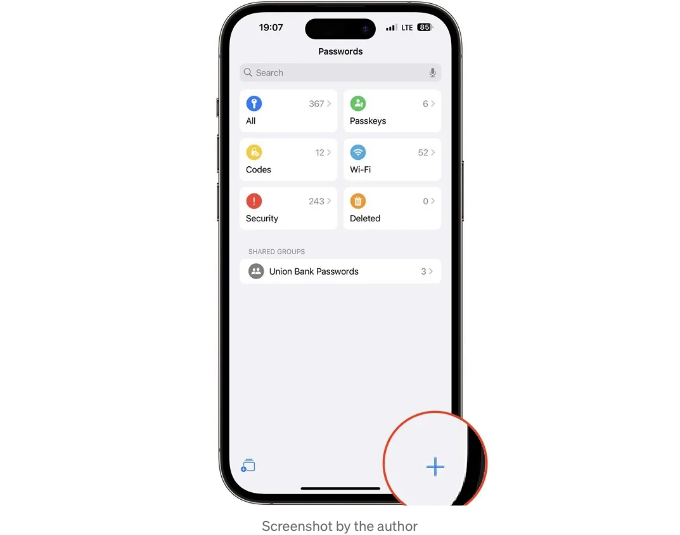 19:07 LTE 85
Passwords
Search
367 6
All Passkeys
12 52
Codes Wi-Fi
243 0
Security Deleted
SHARED GROUPS
Union Bank Passwords 3
Screenshot by the author